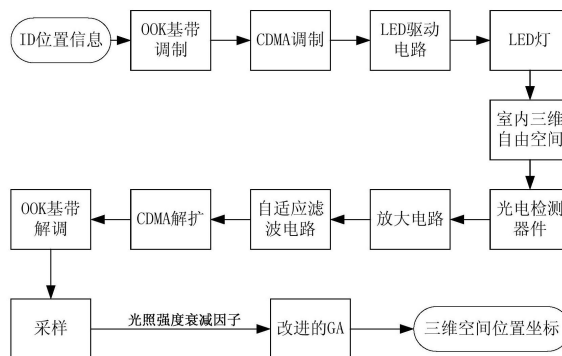 ID位置信息
OOK基带
调制
CDMA调制
LED驱动
电路
LED灯
室内三维
自由空间
光电检测
器件
放大电路
自适应滤
波电路
CDMA解扩
OOK基带
解调
采样
光照强度衰减因子
改进的GA
三维空间位置坐标